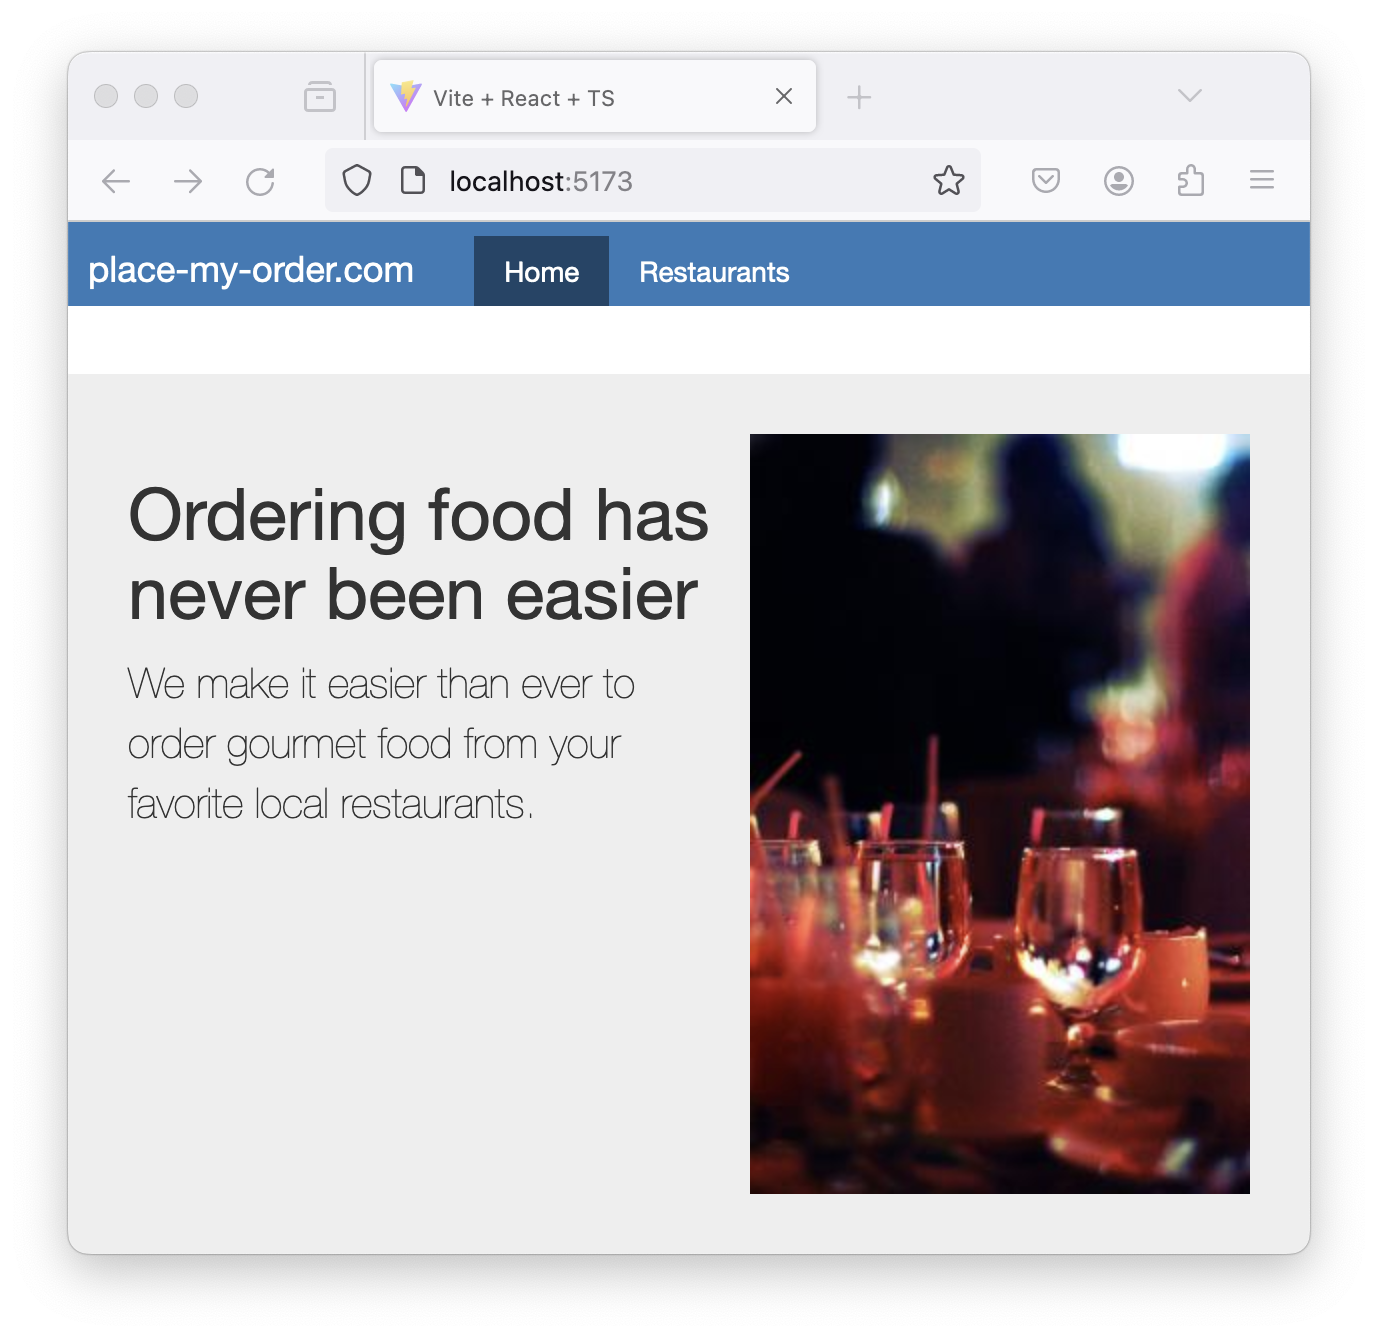 Vite + React + TS
localhost:5173
place-my-order.com Home Restaurants
Ordering food has
never been easier
We make it easier than ever to
order gourmet food from your
favorite local restaurants.